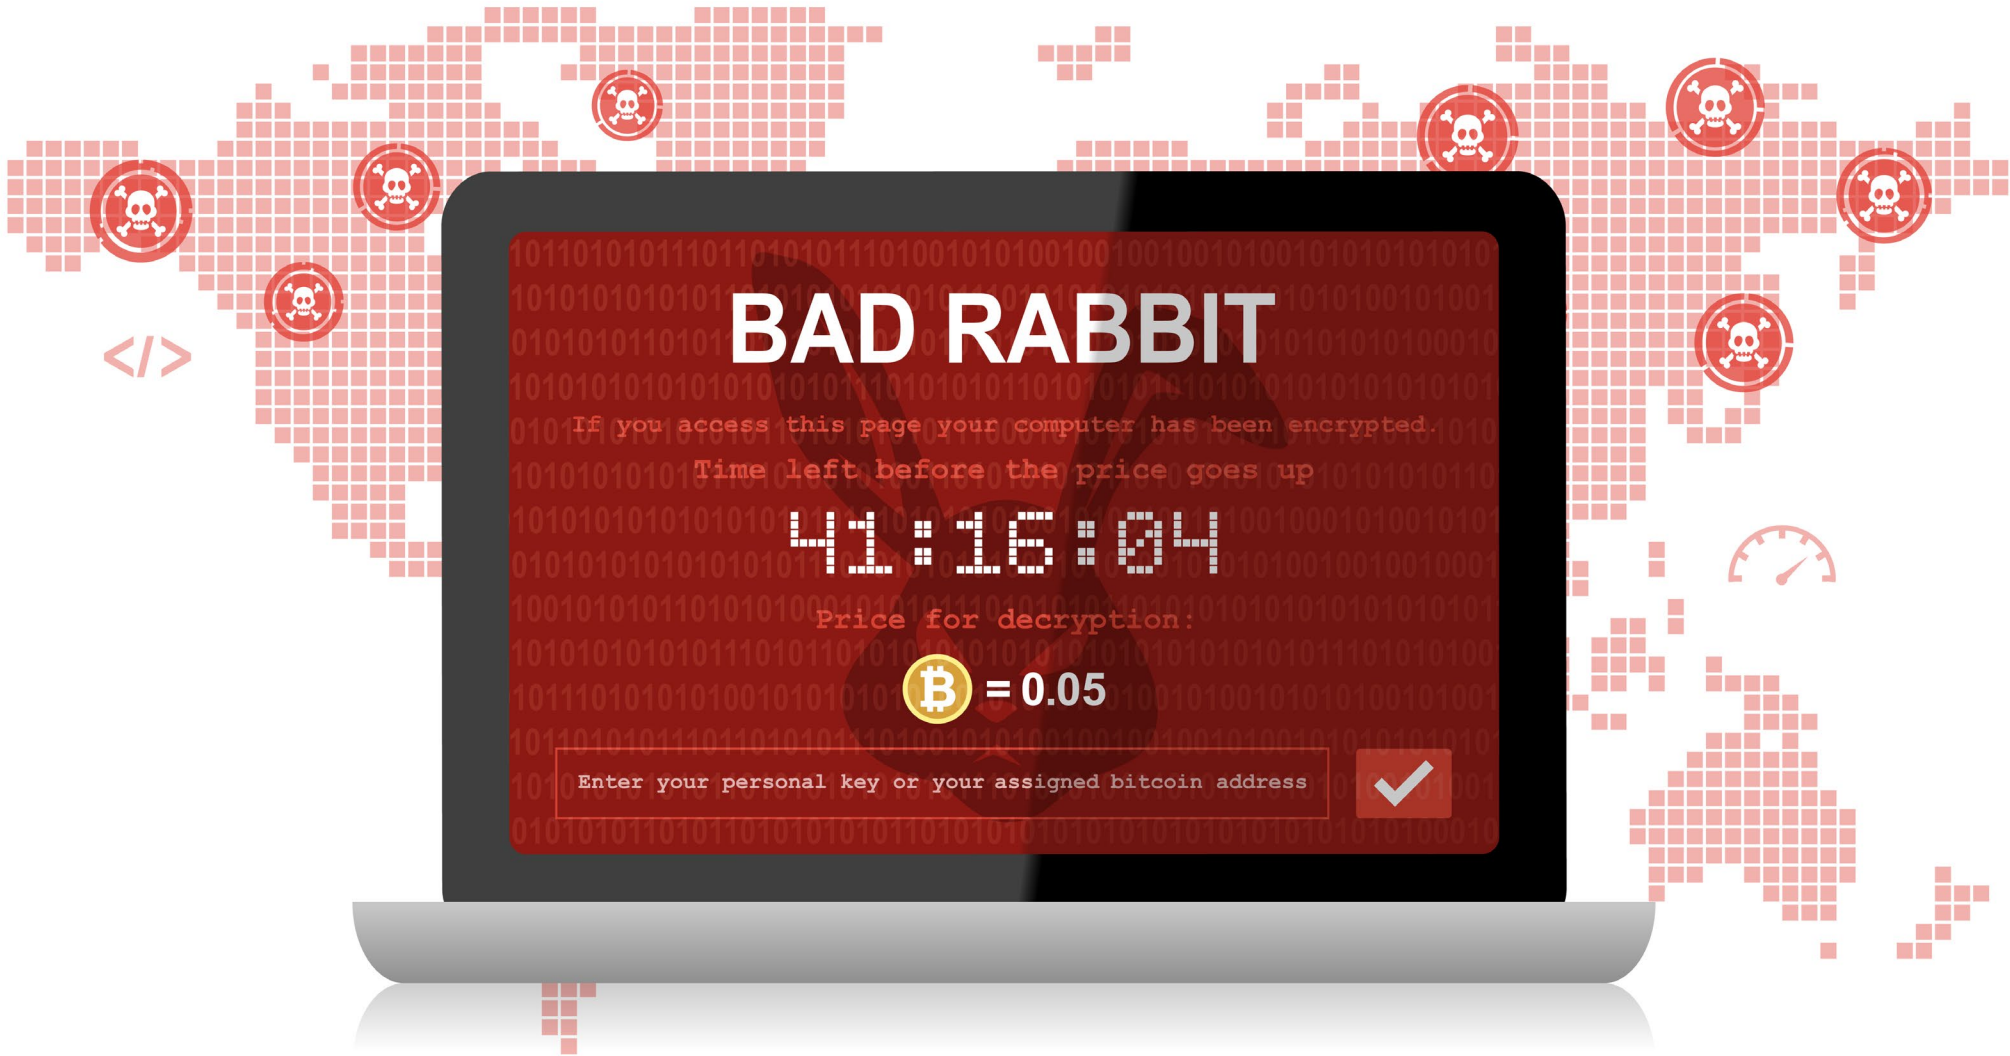 BAD RABBIT
If you access this page your computer has been encrypted.
Time left before the price goes up
41:16:04
Price for decryption:
₿ = 0.05
Enter your personal key or your assigned bitcoin address
</>